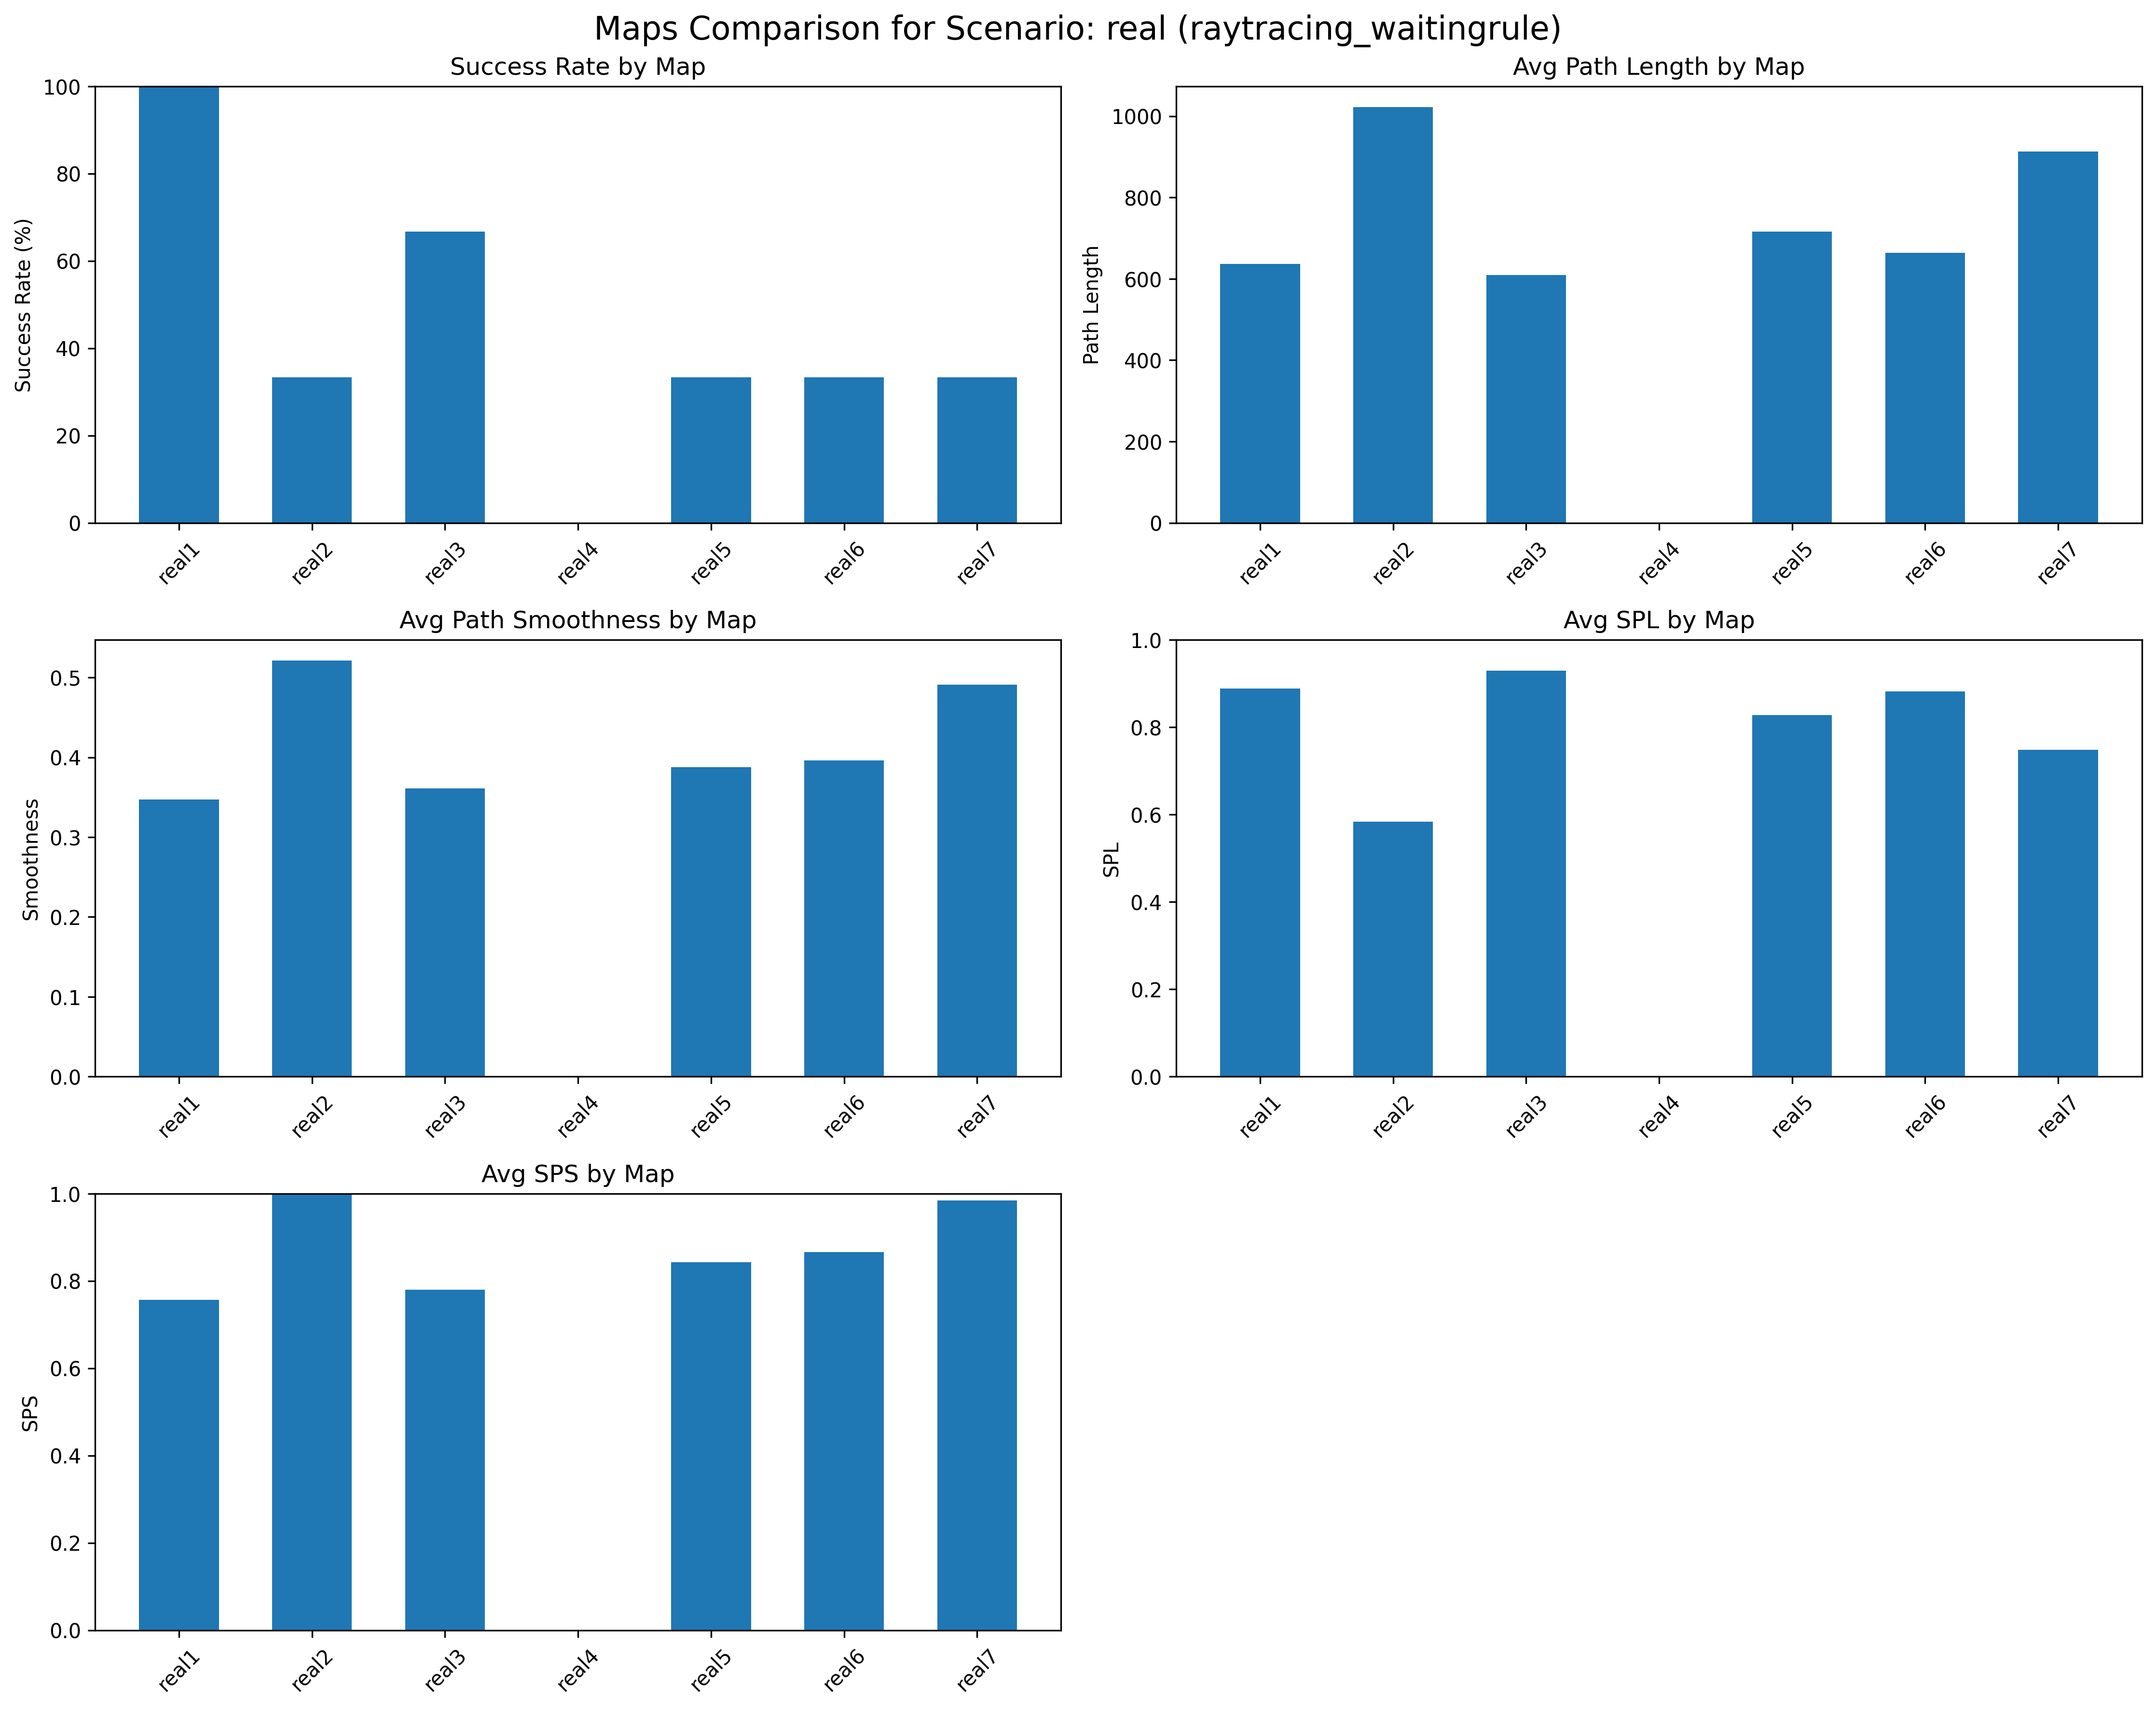 Maps Comparison for Scenario: real (raytracing_waitingrule)
Success Rate by Map
Success Rate (%)
100
80
60
40
20
0
real1 real2 real3 real4 real5 real6 real7
Avg Path Length by Map
Path Length
1000
800
600
400
200
0
real1 real2 real3 real4 real5 real6 real7
Avg Path Smoothness by Map
Smoothness
0.5
0.4
0.3
0.2
0.1
0.0
real1 real2 real3 real4 real5 real6 real7
Avg SPL by Map
SPL
1.0
0.8
0.6
0.4
0.2
0.0
real1 real2 real3 real4 real5 real6 real7
Avg SPS by Map
SPS
1.0
0.8
0.6
0.4
0.2
0.0
real1 real2 real3 real4 real5 real6 real7